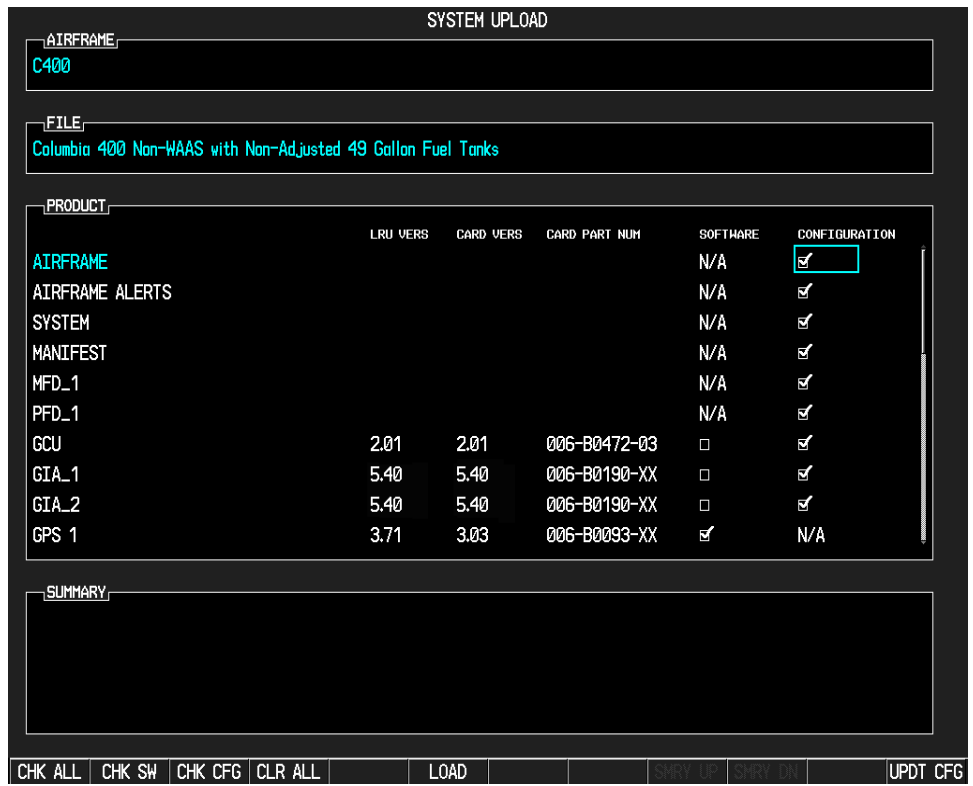 SYSTEM UPLOAD
AIRFRAME
C400
FILE
Columbia 400 Non-WAAS with Non-Adjusted 49 Gallon Fuel Tanks
PRODUCT
LRU VERS CARD VERS CARD PART NUM SOFTWARE CONFIGURATION
AIRFRAME N/A
AIRFRAME ALERTS N/A
SYSTEM N/A
MANIFEST N/A
MFD_1 N/A
PFD_1 N/A
GCU 2.01 2.01 006-B0472-03
GIA_1 5.40 5.40 006-B0190-XX
GIA_2 5.40 5.40 006-B0190-XX
GPS 1 3.71 3.03 006-B0093-XX N/A
SUMMARY
CHK ALL CHK SW CHK CFG CLR ALL LOAD SMRY UP SMRY DN UPDT CFG